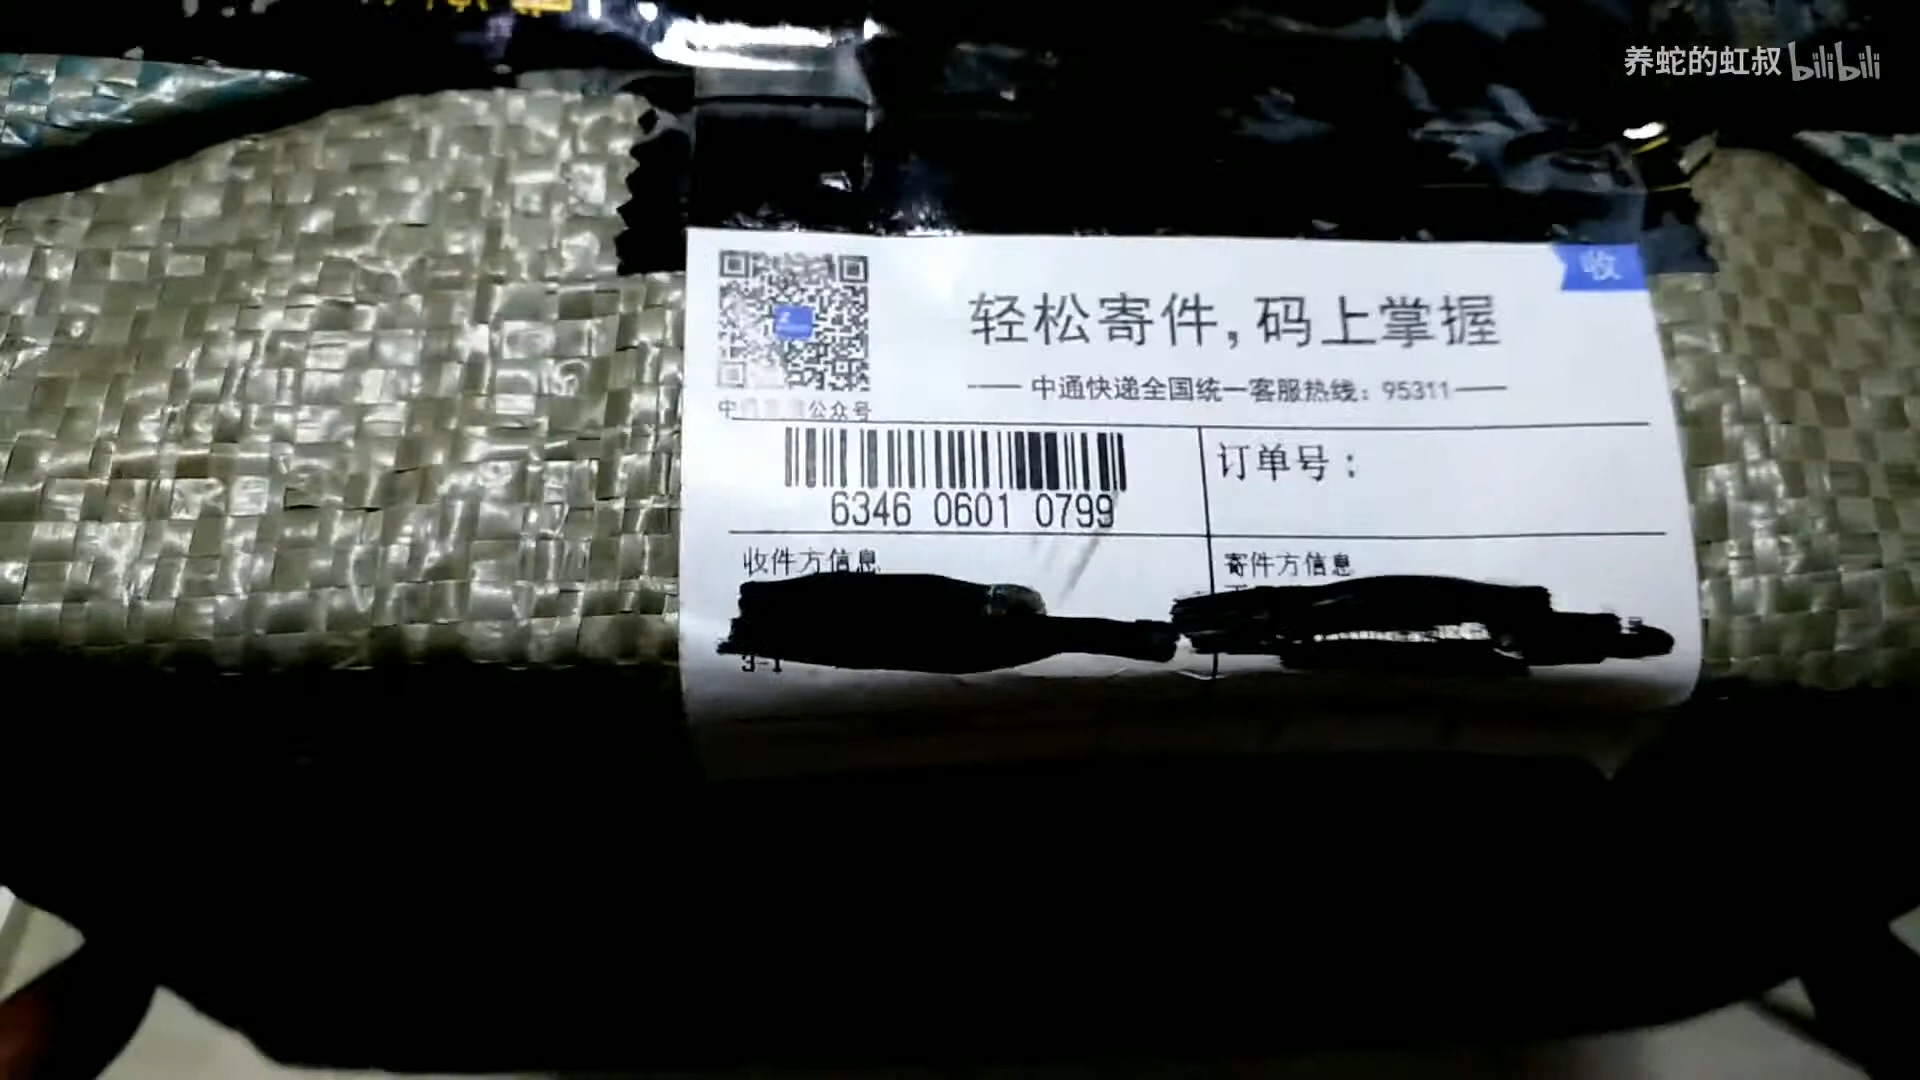 养蛇的虹叔 bilibili
收
轻松寄件,码上掌握
中通快递全国统一客服热线：95311
公众号
6346 0601 0799
订单号：
收件方信息
寄件方信息
3-1